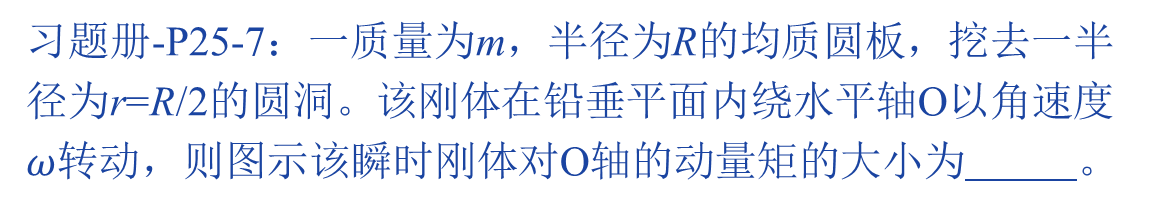 习题册-P25-7：一质量为m，半径为R的均质圆板，挖去一半
径为r=R/2的圆洞。该刚体在铅垂平面内绕水平轴O以角速度
ω转动，则图示该瞬时刚体对O轴的动量矩的大小为______。